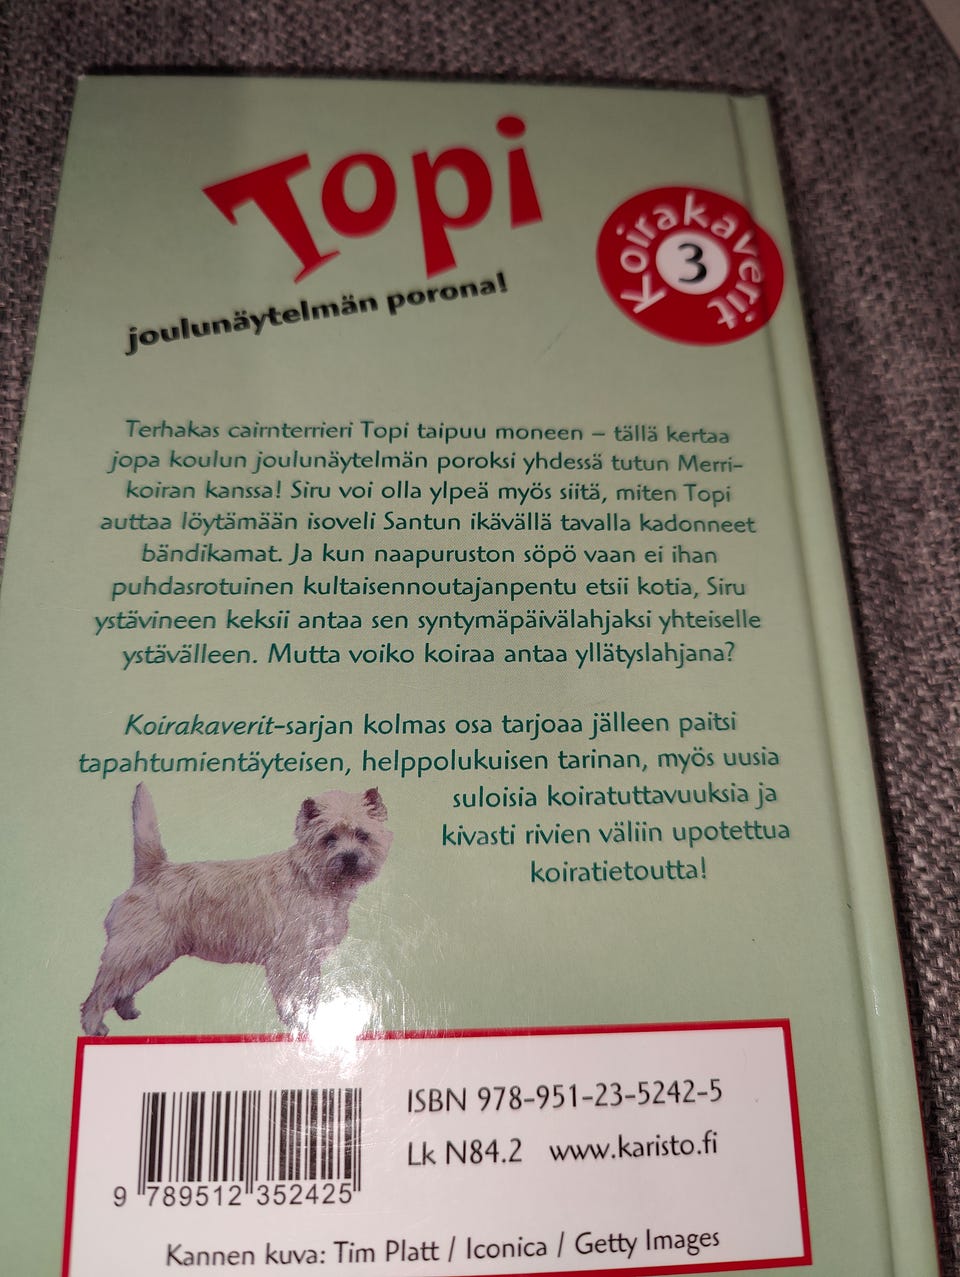 Topi
joulunäytelmän porona!
Koirakaverit
3
Terhakas cairnterrieri Topi taipuu moneen – tällä kertaa
jopa koulun joulunäytelmän poroksi yhdessä tutun Merri-
koiran kanssa! Siru voi olla ylpeä myös siitä, miten Topi
auttaa löytämään isoveli Santun ikävällä tavalla kadonneet
bändikamat. Ja kun naapuruston söpö vaan ei ihan
puhdasrotuinen kultaisennoutajanpentu etsii kotia, Siru
ystävineen keksii antaa sen syntymäpäivälahjaksi yhteiselle
ystävälleen. Mutta voiko koiraa antaa yllätyslahjana?
Koirakaverit-sarjan kolmas osa tarjoaa jälleen paitsi
tapahtumientäyteisen, helppolukuisen tarinan, myös uusia
suloisia koiratuttavuuksia ja
kivasti rivien väliin upotettua
koiratietoutta!
ISBN 978-951-23-5242-5
Lk N84.2 www.karisto.fi
9 789512 352425
Kannen kuva: Tim Platt / Iconica / Getty Images